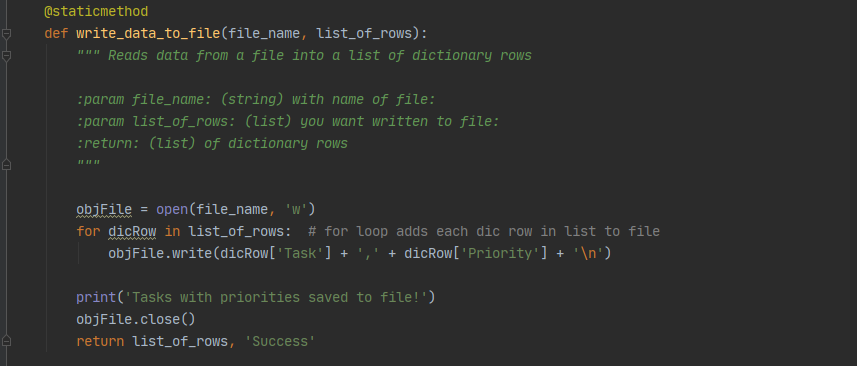 @staticmethod
def write_data_to_file(file_name, list_of_rows):
""" Reads data from a file into a list of dictionary rows
:param file_name: (string) with name of file:
:param list_of_rows: (list) you want written to file:
:return: (list) of dictionary rows
"""
objFile = open(file_name, 'w')
for dicRow in list_of_rows:  # for loop adds each dic row in list to file
objFile.write(dicRow['Task'] + ',' + dicRow['Priority'] + '\n')
print('Tasks with priorities saved to file!')
objFile.close()
return list_of_rows, 'Success'